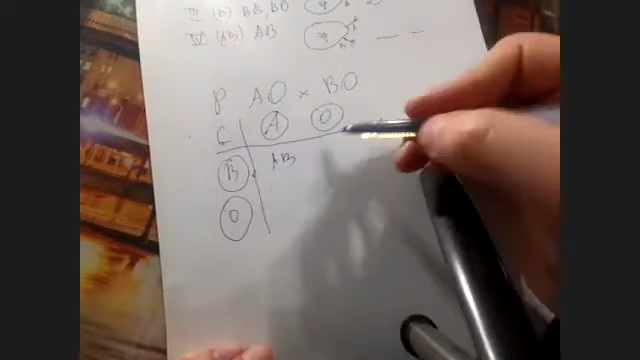 III (B) BB, BO
IV (AB) AB
P AO × BO
G A O
B AB
O